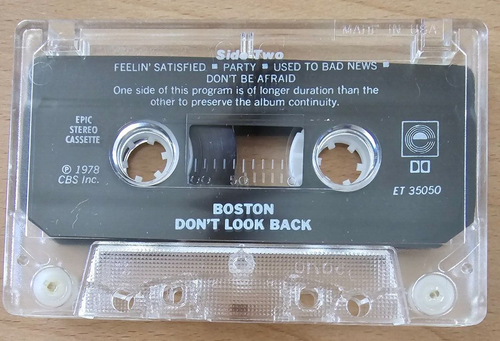 MADE IN USA
Side Two
FEELIN' SATISFIED ■ PARTY ■ USED TO BAD NEWS ■
DON'T BE AFRAID
One side of this program is of longer duration than the
other to preserve the album continuity.
EPIC
STEREO
CASSETTE
℗ 1978
CBS Inc.
ET 35050
50
BOSTON
DON'T LOOK BACK